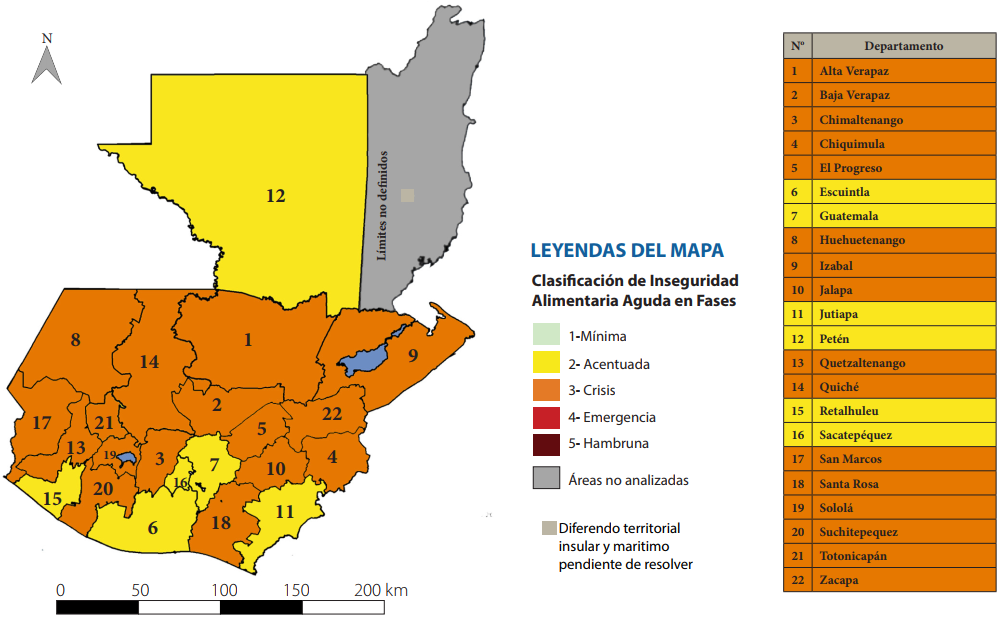 N
12
Límites no definidos
8
14
1
9
2
17
21
22
5
13
19
3
7
10
4
16
15
20
6
18
11
0 50 100 150 200 km
LEYENDAS DEL MAPA
Clasificación de Inseguridad
Alimentaria Aguda en Fases
1-Mínima
2- Acentuada
3- Crisis
4- Emergencia
5- Hambruna
Áreas no analizadas
Diferendo territorial
insular y maritimo
pendiente de resolver
Nº Departamento
1 Alta Verapaz
2 Baja Verapaz
3 Chimaltenango
4 Chiquimula
5 El Progreso
6 Escuintla
7 Guatemala
8 Huehuetenango
9 Izabal
10 Jalapa
11 Jutiapa
12 Petén
13 Quetzaltenango
14 Quiché
15 Retalhuleu
16 Sacatepéquez
17 San Marcos
18 Santa Rosa
19 Sololá
20 Suchitepequez
21 Totonicapán
22 Zacapa